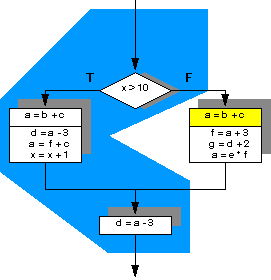 x > 10
T
F
a = b + c
d = a - 3
a = f + c
x = x + 1
a = b + c
f = a + 3
g = d + 2
a = e * f
d = a - 3